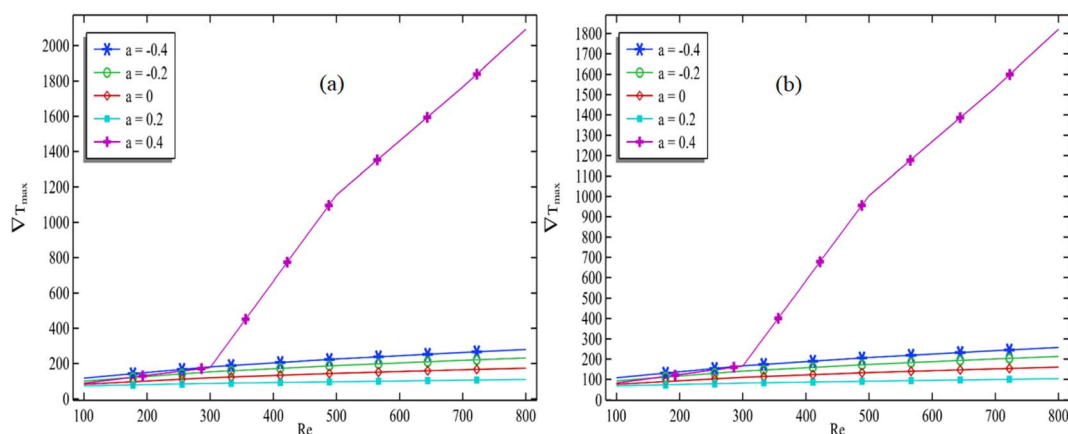 (a)
a = -0.4
a = -0.2
a = 0
a = 0.2
a = 0.4
2000
1800
1600
1400
1200
1000
800
600
400
200
0
∇Tmax
100 200 300 400 500 600 700 800
Re
(b)
a = -0.4
a = -0.2
a = 0
a = 0.2
a = 0.4
1800
1700
1600
1500
1400
1300
1200
1100
1000
900
800
700
600
500
400
300
200
100
0
∇Tmax
100 200 300 400 500 600 700 800
Re